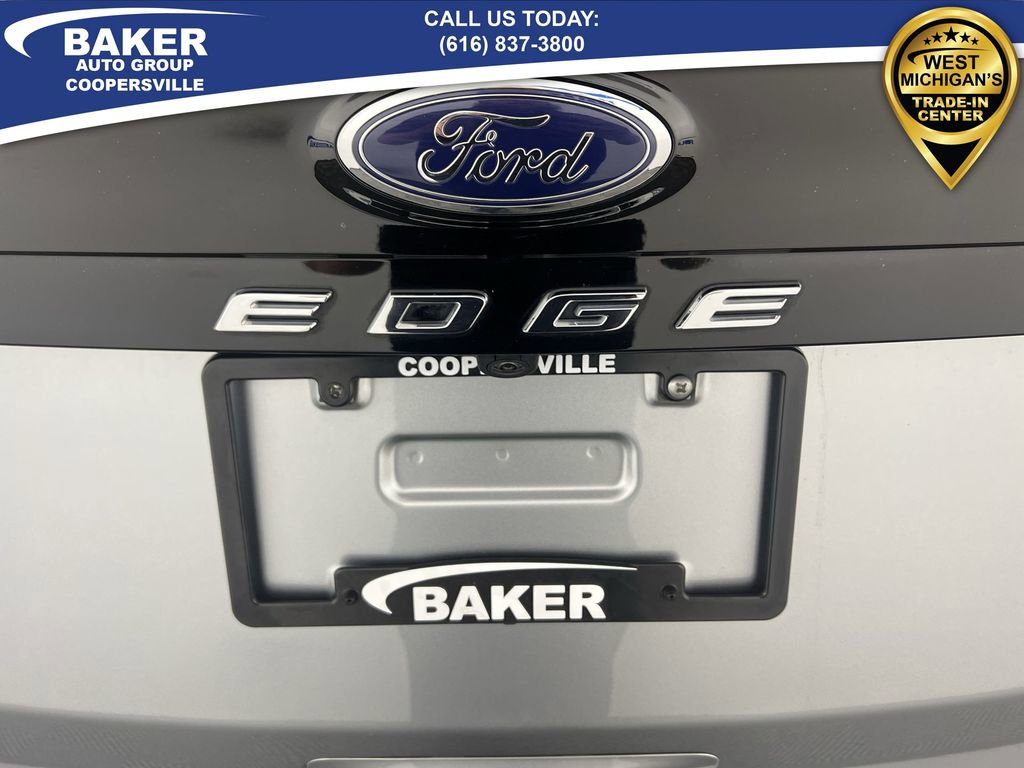 BAKER
AUTO GROUP
COOPERSVILLE
CALL US TODAY:
(616) 837-3800
WEST
MICHIGAN'S
TRADE-IN
CENTER
Ford
EDGE
COOP VILLE
BAKER